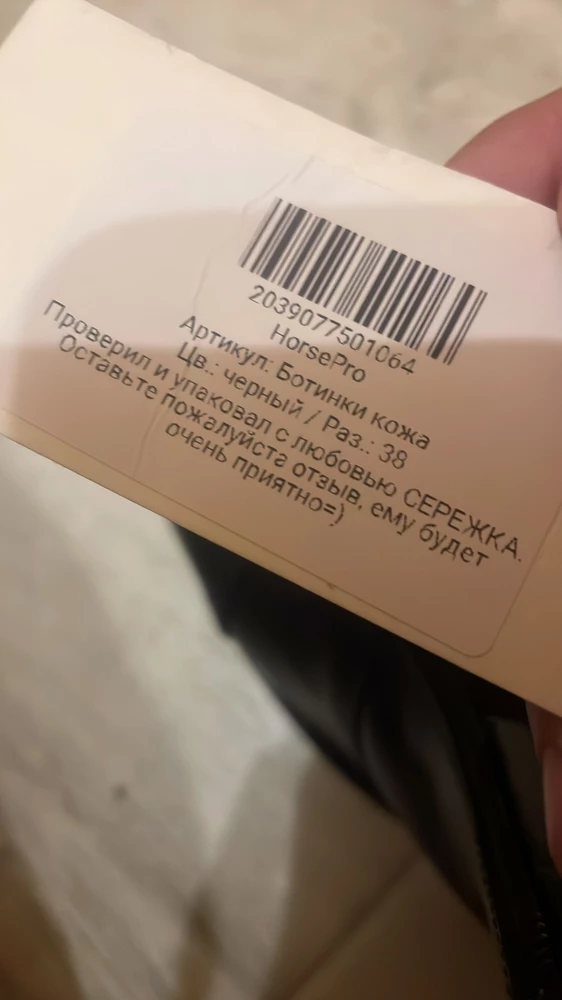 2039077501064
HorsePro
Артикул: Ботинки кожа
Цв.: черный / Раз.: 38
Проверил и упаковал с любовью СЕРЕЖКА.
Оставьте пожалуйста отзыв, ему будет
очень приятно=)